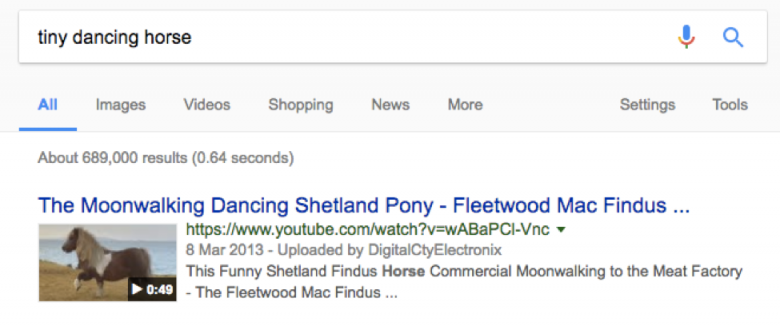 tiny dancing horse
All Images Videos Shopping News More Settings Tools
About 689,000 results (0.64 seconds)
The Moonwalking Dancing Shetland Pony - Fleetwood Mac Findus ...
https://www.youtube.com/watch?v=wABaPCl-Vnc
8 Mar 2013 - Uploaded by DigitalCtyElectronix
This Funny Shetland Findus Horse Commercial Moonwalking to the Meat Factory
- The Fleetwood Mac Findus ...
0:49